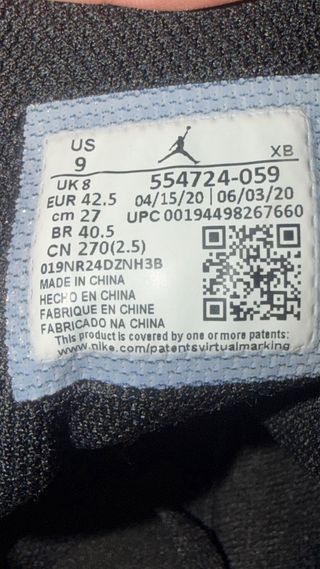 US
9
XB
UK 8
554724-059
EUR 42.5
04/15/20 | 06/03/20
cm 27
UPC 00194498267660
BR 40.5
CN 270(2.5)
019NR24DZNH3B
MADE IN CHINA
HECHO EN CHINA
FABRIQUE EN CHINE
FABRICADO NA CHINA
This product is covered by one or more patents:
www.nike.com/patentsvirtualmarking